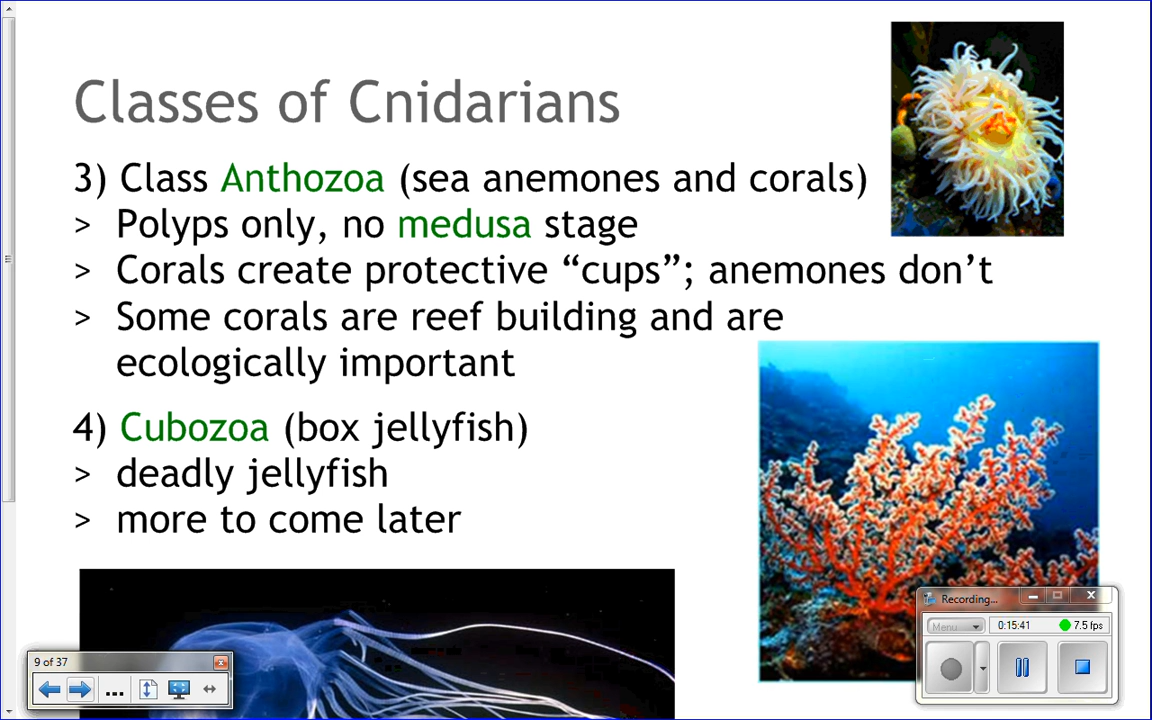 Classes of Cnidarians
3) Class Anthozoa (sea anemones and corals)
> Polyps only, no medusa stage
> Corals create protective “cups”; anemones don’t
> Some corals are reef building and are
ecologically important
4) Cubozoa (box jellyfish)
> deadly jellyfish
> more to come later
9 of 37
...
Recording...
Menu
0:15:41
7.5 fps